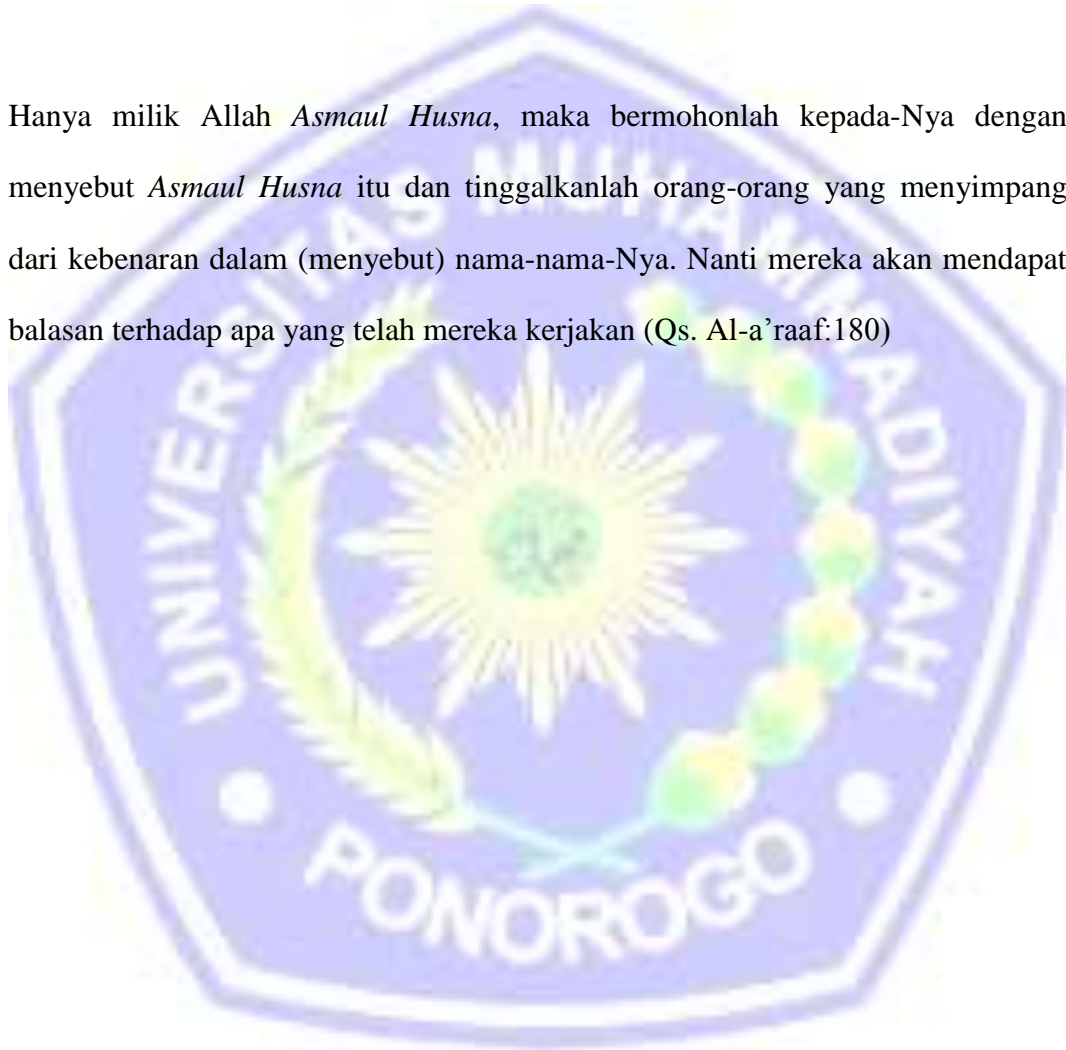 Hanya milik Allah Asmaul Husna, maka bermohonlah kepada-Nya dengan
menyebut Asmaul Husna itu dan tinggalkanlah orang-orang yang menyimpang
dari kebenaran dalam (menyebut) nama-nama-Nya. Nanti mereka akan mendapat
balasan terhadap apa yang telah mereka kerjakan (Qs. Al-a’raaf:180)
UNIVERSITAS MUHAMMADIYAH
PONOROGO